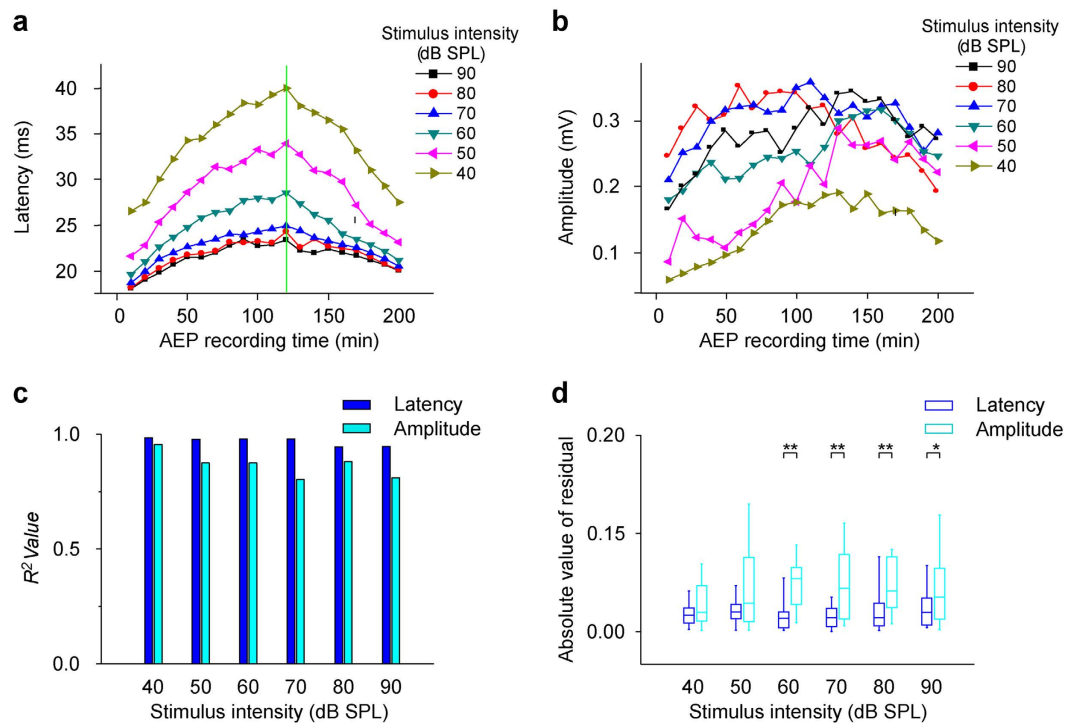 a
Stimulus intensity
(dB SPL)
90
80
70
60
50
40
Latency (ms)
40
35
30
25
20
0
50
100
150
200
AEP recording time (min)
b
Stimulus intensity
(dB SPL)
90
80
70
60
50
40
Amplitude (mV)
0.3
0.2
0.1
0
50
100
150
200
AEP recording time (min)
c
Latency
Amplitude
R² Value
1.0
0.5
0.0
40
50
60
70
80
90
Stimulus intensity (dB SPL)
d
Latency
Amplitude
Absolute value of residual
0.20
0.15
0.00
**
**
**
*
40
50
60
70
80
90
Stimulus intensity (dB SPL)